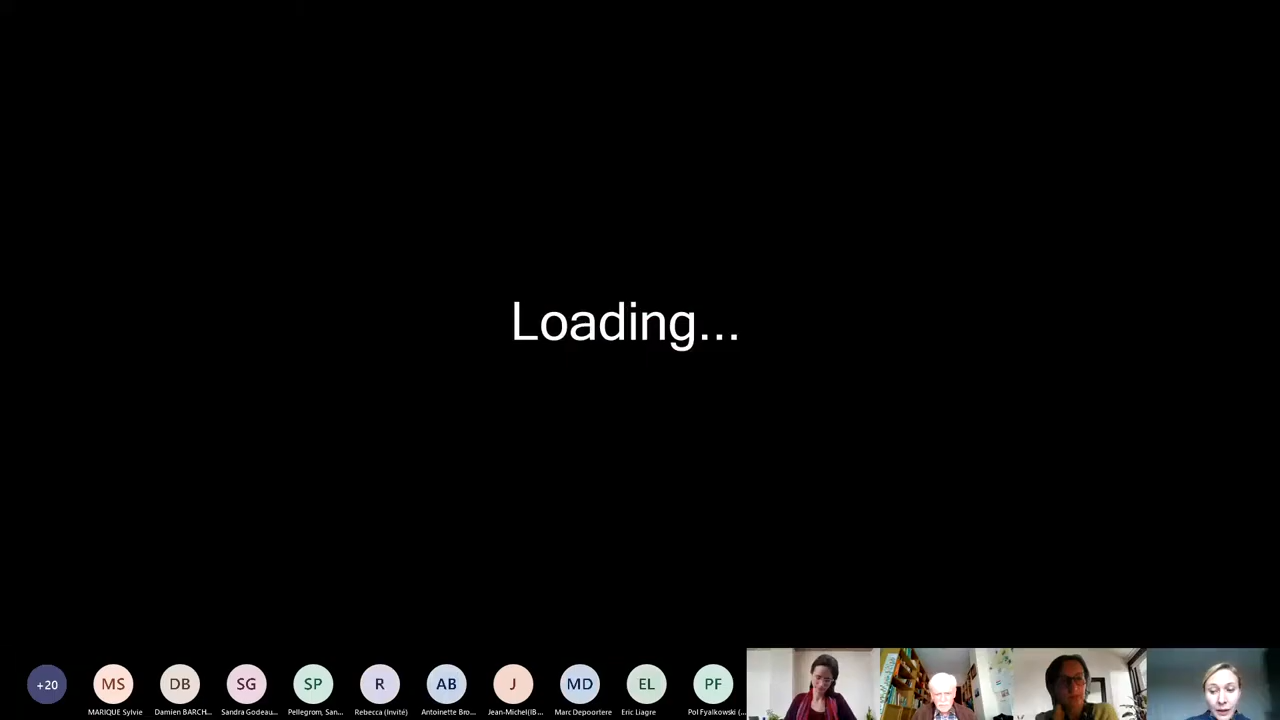 Loading...
+20
MS
DB
SG
SP
R
AB
J
MD
EL
PF
MARIQUE Sylvie
Damien BARCH...
Sandra Godeau...
Pellegrom, San...
Rebecca (Invité)
Antoinette Bro...
Jean-Michel(IB ...
Marc Depoortere
Eric Liagre
Pol Fyalkowski (...